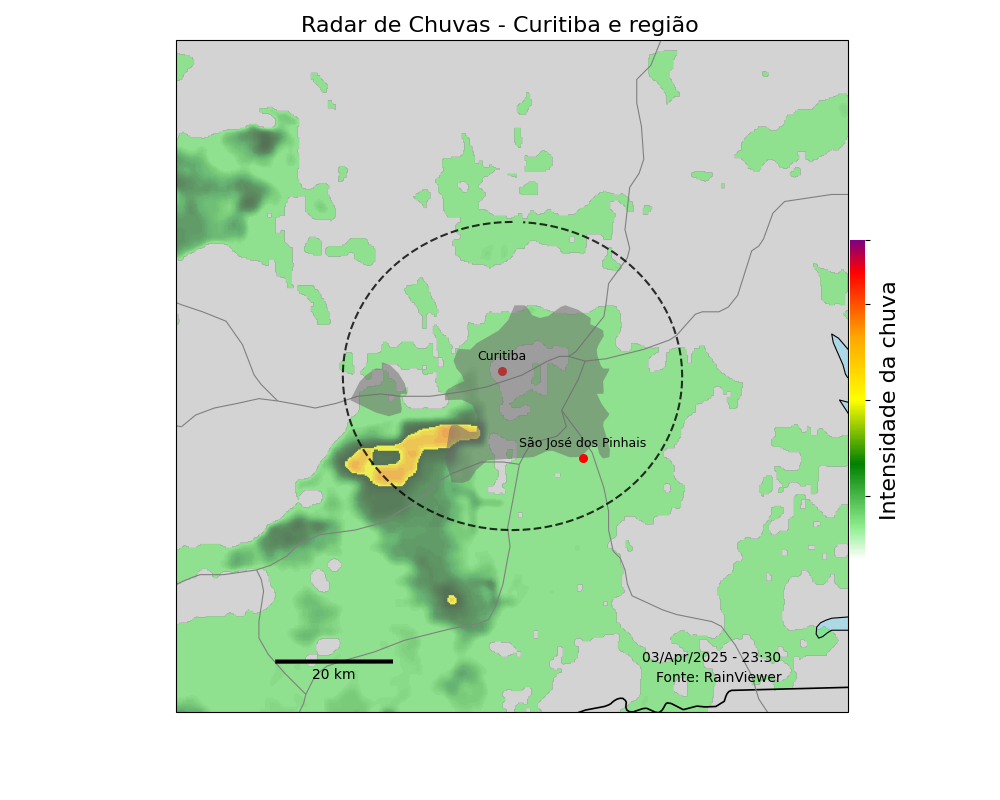 Radar de Chuvas - Curitiba e região
Curitiba
São José dos Pinhais
Intensidade da chuva
03/Apr/2025 - 23:30
Fonte: RainViewer
20 km